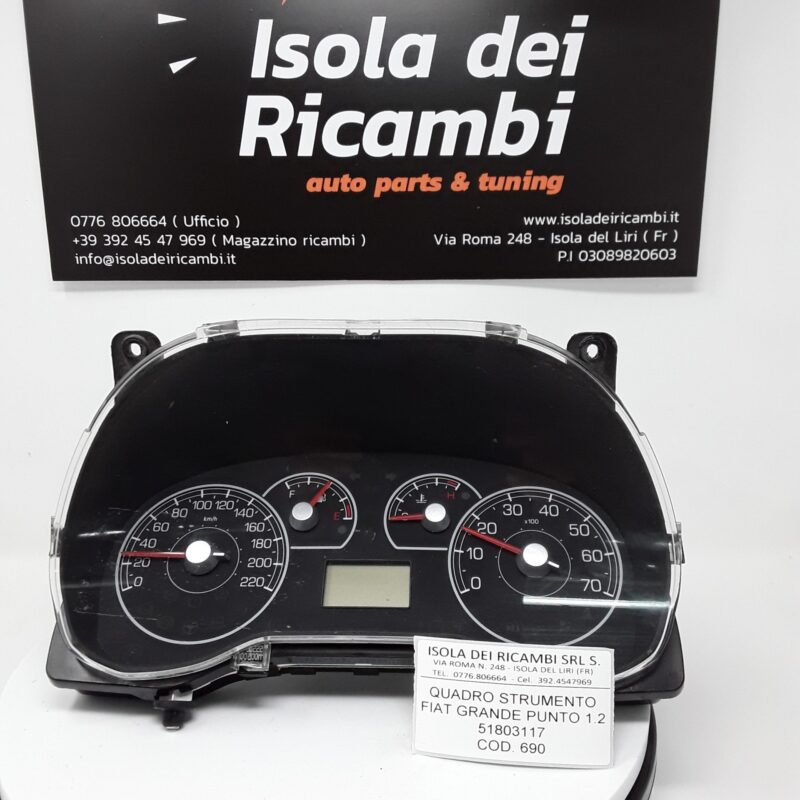 Isola dei
Ricambi
auto parts & tuning
0776 806664 ( Ufficio )
+39 392 45 47 969 ( Magazzino ricambi )
info@isoladeiricambi.it
www.isoladeiricambi.it
Via Roma 248 - Isola del Liri ( Fr )
P.I 03089820603
0 20 40 60 80 100 120 140 160 180 200 220
km/h
F E
C H
0 10 20 30 40 50 60 70
x100
ISOLA DEI RICAMBI SRL S.
VIA ROMA N. 248 - ISOLA DEL LIRI (FR)
TEL. 0776.806664 - Cel. 392.4547969
QUADRO STRUMENTO
FIAT GRANDE PUNTO 1.2
51803117
COD. 690